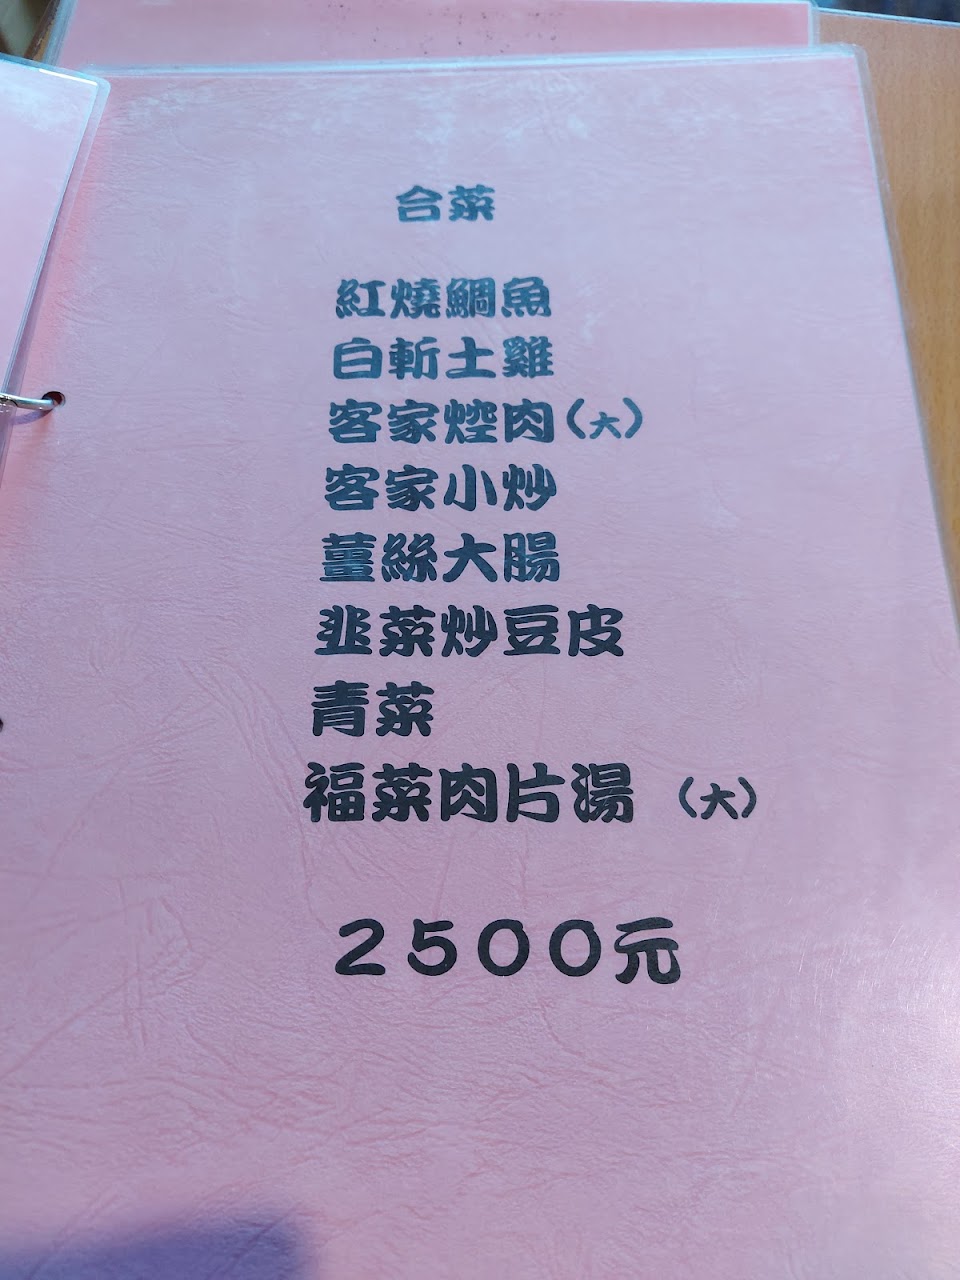 合菜
紅燒鯛魚
白斬土雞
客家焢肉(大)
客家小炒
薑絲大腸
韭菜炒豆皮
青菜
福菜肉片湯 (大)
2500元